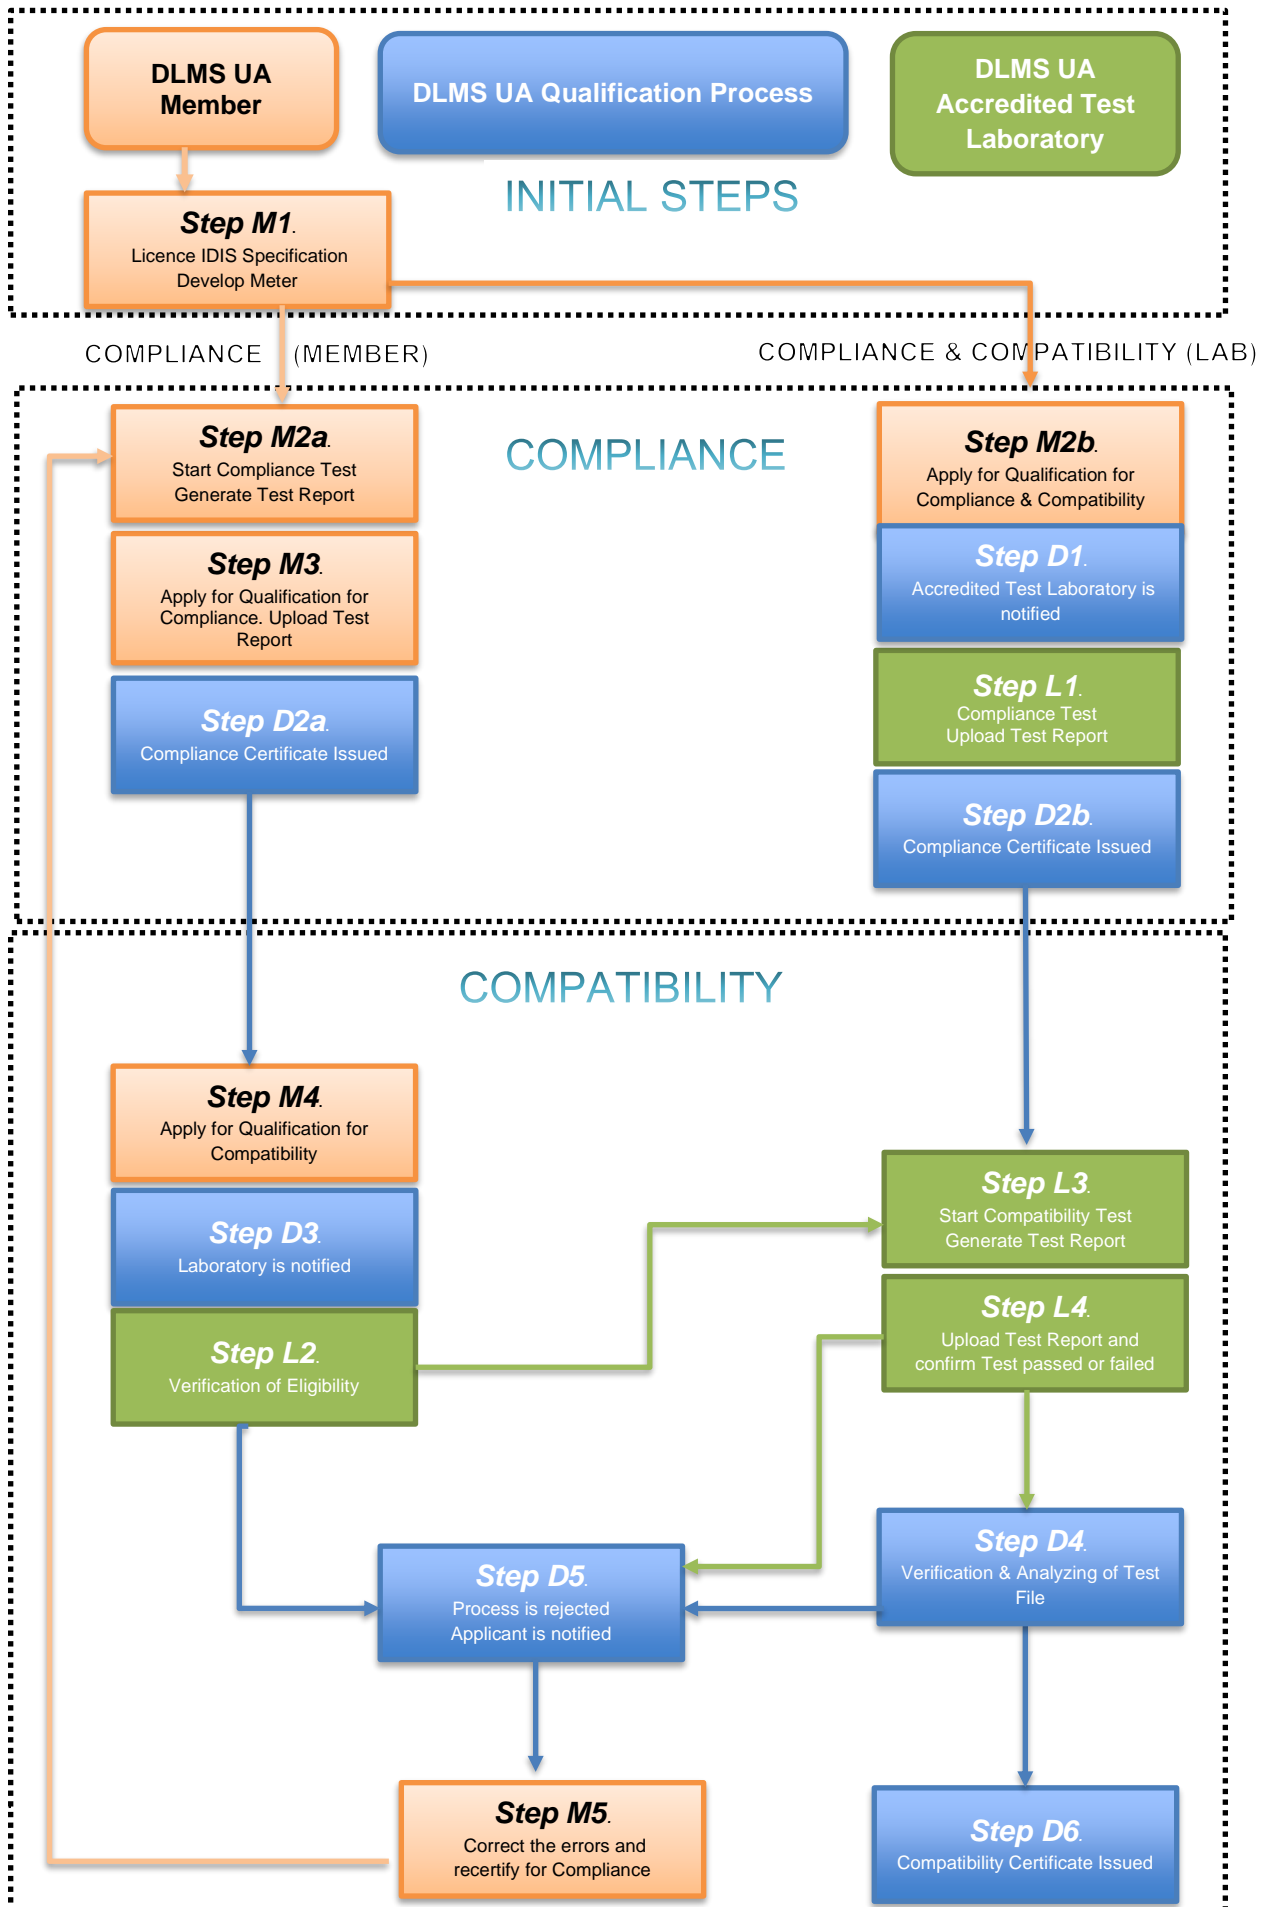 DLMS UA
Member
DLMS UA Qualification Process
DLMS UA
Accredited Test
Laboratory
INITIAL STEPS
Step M1.
Licence IDIS Specification
Develop Meter
COMPLIANCE (MEMBER)
COMPLIANCE & COMPATIBILITY (LAB)
COMPLIANCE
Step M2a.
Start Compliance Test
Generate Test Report
Step M3.
Apply for Qualification for
Compliance. Upload Test
Report
Step D2a.
Compliance Certificate Issued
Step M2b.
Apply for Qualification for
Compliance & Compatibility
Step D1.
Accredited Test Laboratory is
notified
Step L1.
Compliance Test
Upload Test Report
Step D2b.
Compliance Certificate Issued
COMPATIBILITY
Step M4.
Apply for Qualification for
Compatibility
Step D3.
Laboratory is notified
Step L2.
Verification of Eligibility
Step L3.
Start Compatibility Test
Generate Test Report
Step L4.
Upload Test Report and
confirm Test passed or failed
Step D4.
Verification & Analyzing of Test
File
Step D5.
Process is rejected
Applicant is notified
Step M5.
Correct the errors and
recertify for Compliance
Step D6.
Compatibility Certificate Issued